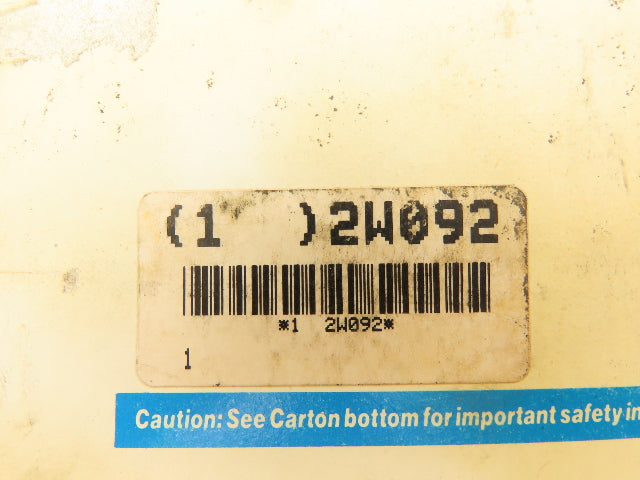 (1   )2W092
*1  2W092*
1
Caution: See Carton bottom for important safety